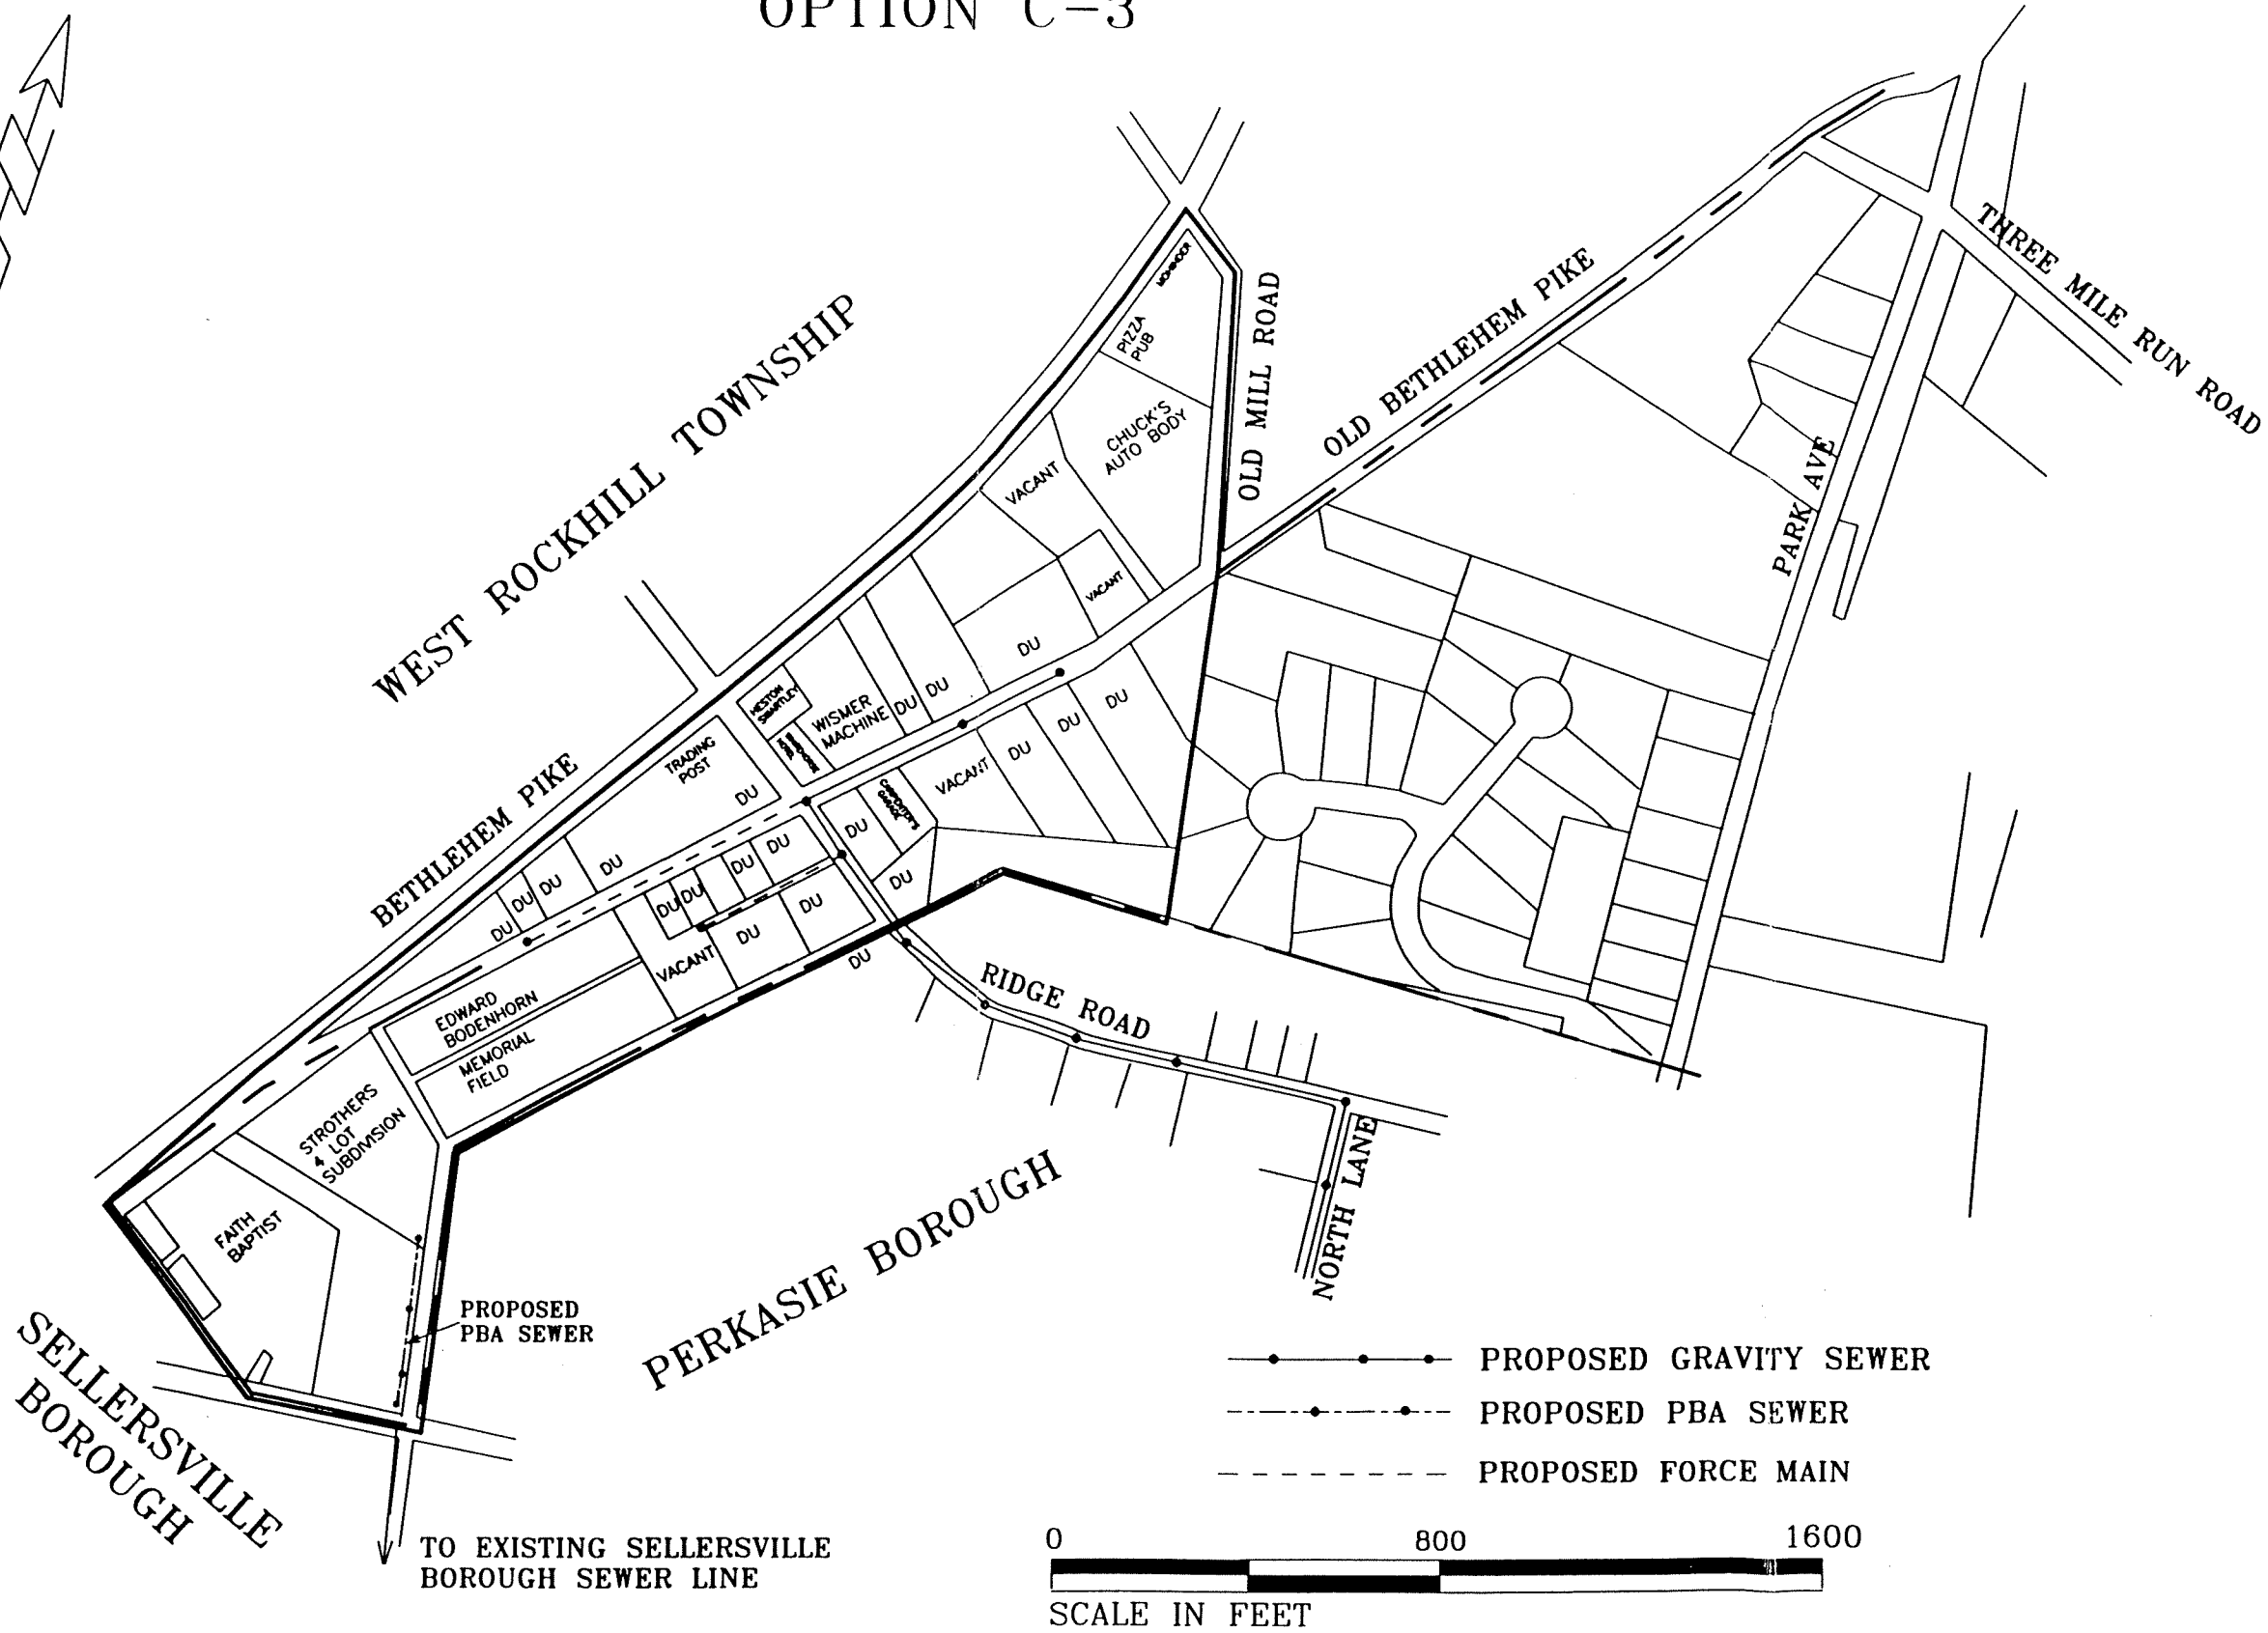 OPTION C-3
N
WEST ROCKHILL TOWNSHIP
BETHLEHEM PIKE
OLD MILL ROAD
OLD BETHLEHEM PIKE
THREE MILE RUN ROAD
PARK AVE
PIZZA
PUB
CHUCK'S
AUTO BODY
VACANT
VACANT
DU
WISMER
MACHINE
DU
DU
TRADING
POST
DU
DU
DU
DU
DU
VACANT
DU
DU
DU
DU
DU
DU
DU
DU
DU
VACANT
DU
DU
DU
EDWARD
BODENHORN
MEMORIAL
FIELD
STROTHERS
4 LOT
SUBDIVISION
FAITH
BAPTIST
RIDGE ROAD
NORTH LANE
PERKASIE BOROUGH
SELLERSVILLE
BOROUGH
PROPOSED
PBA SEWER
TO EXISTING SELLERSVILLE
BOROUGH SEWER LINE
PROPOSED GRAVITY SEWER
PROPOSED PBA SEWER
PROPOSED FORCE MAIN
0 800 1600
SCALE IN FEET